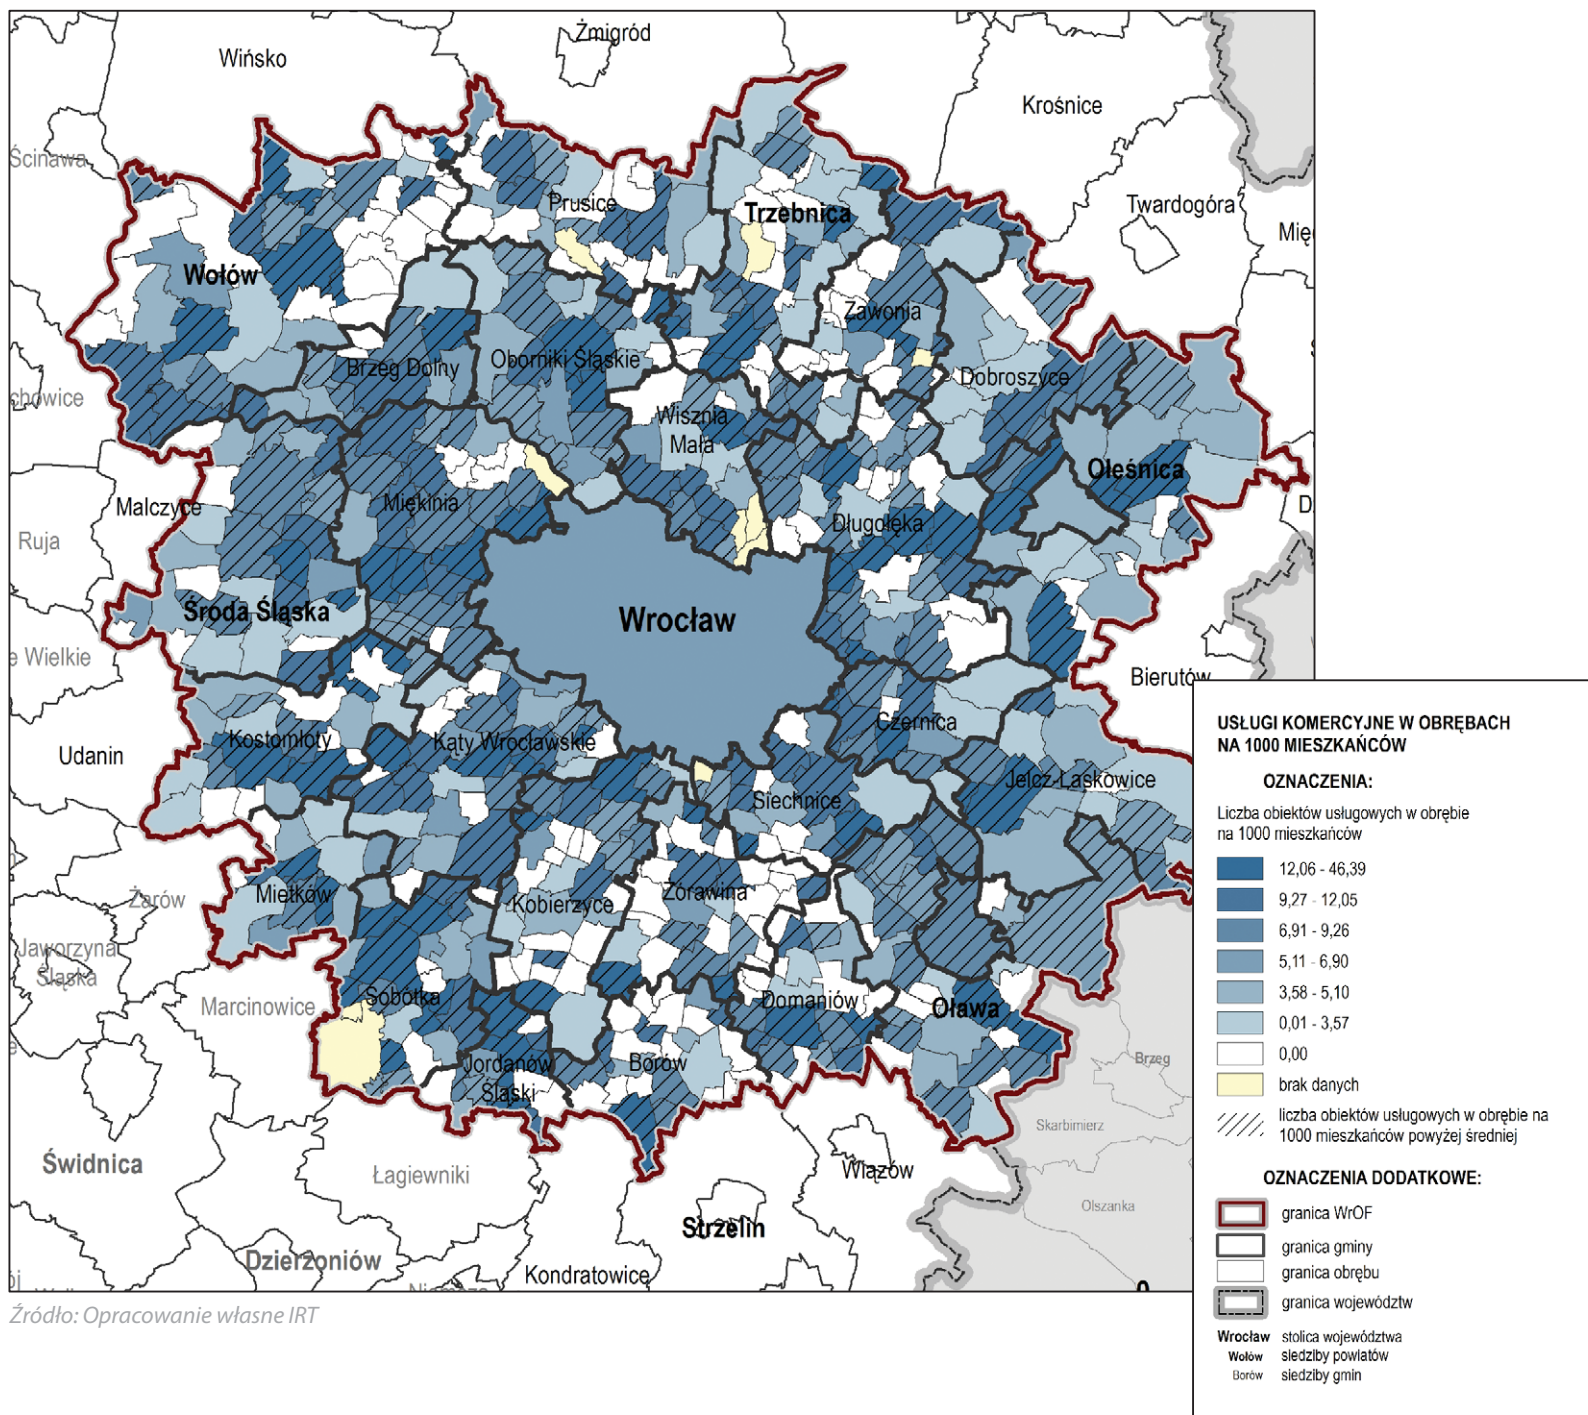 Żmigród
Wińsko
Krośnice
Ścinawa
Twardogóra
Prusice
Trzebnica
Wołów
Zawonia
Brzeg Dolny
Oborniki Śląskie
Dobroszyce
chowice
Wisznia
Mała
Oleśnica
Malczyce
Miękinia
Długołęka
Ruja
Środa Śląska
Wrocław
e Wielkie
Bierutów
Udanin
Kostomłoty
Kąty Wrocławskie
Czernica
Jelcz-Laskowice
Siechnice
Żarów
Mietków
Kobierzyce
Żórawina
Jaworzyna
Śląska
Marcinowice
Sobótka
Domaniów
Oława
Jordanów
Śląski
Borów
Brzeg
Skarbimierz
Świdnica
Łagiewniki
Wiązów
Olszanka
Strzelin
Dzierżoniów
Kondratowice
Źródło: Opracowanie własne IRT
USŁUGI KOMERCYJNE W OBRĘBACH
NA 1000 MIESZKAŃCÓW
OZNACZENIA:
Liczba obiektów usługowych w obrębie
na 1000 mieszkańców
12,06 - 46,39
9,27 - 12,05
6,91 - 9,26
5,11 - 6,90
3,58 - 5,10
0,01 - 3,57
0,00
brak danych
liczba obiektów usługowych w obrębie na
1000 mieszkańców powyżej średniej
OZNACZENIA DODATKOWE:
granica WrOF
granica gminy
granica obrębu
granica województw
Wrocław stolica województwa
Wołów siedziby powiatów
Borów siedziby gmin